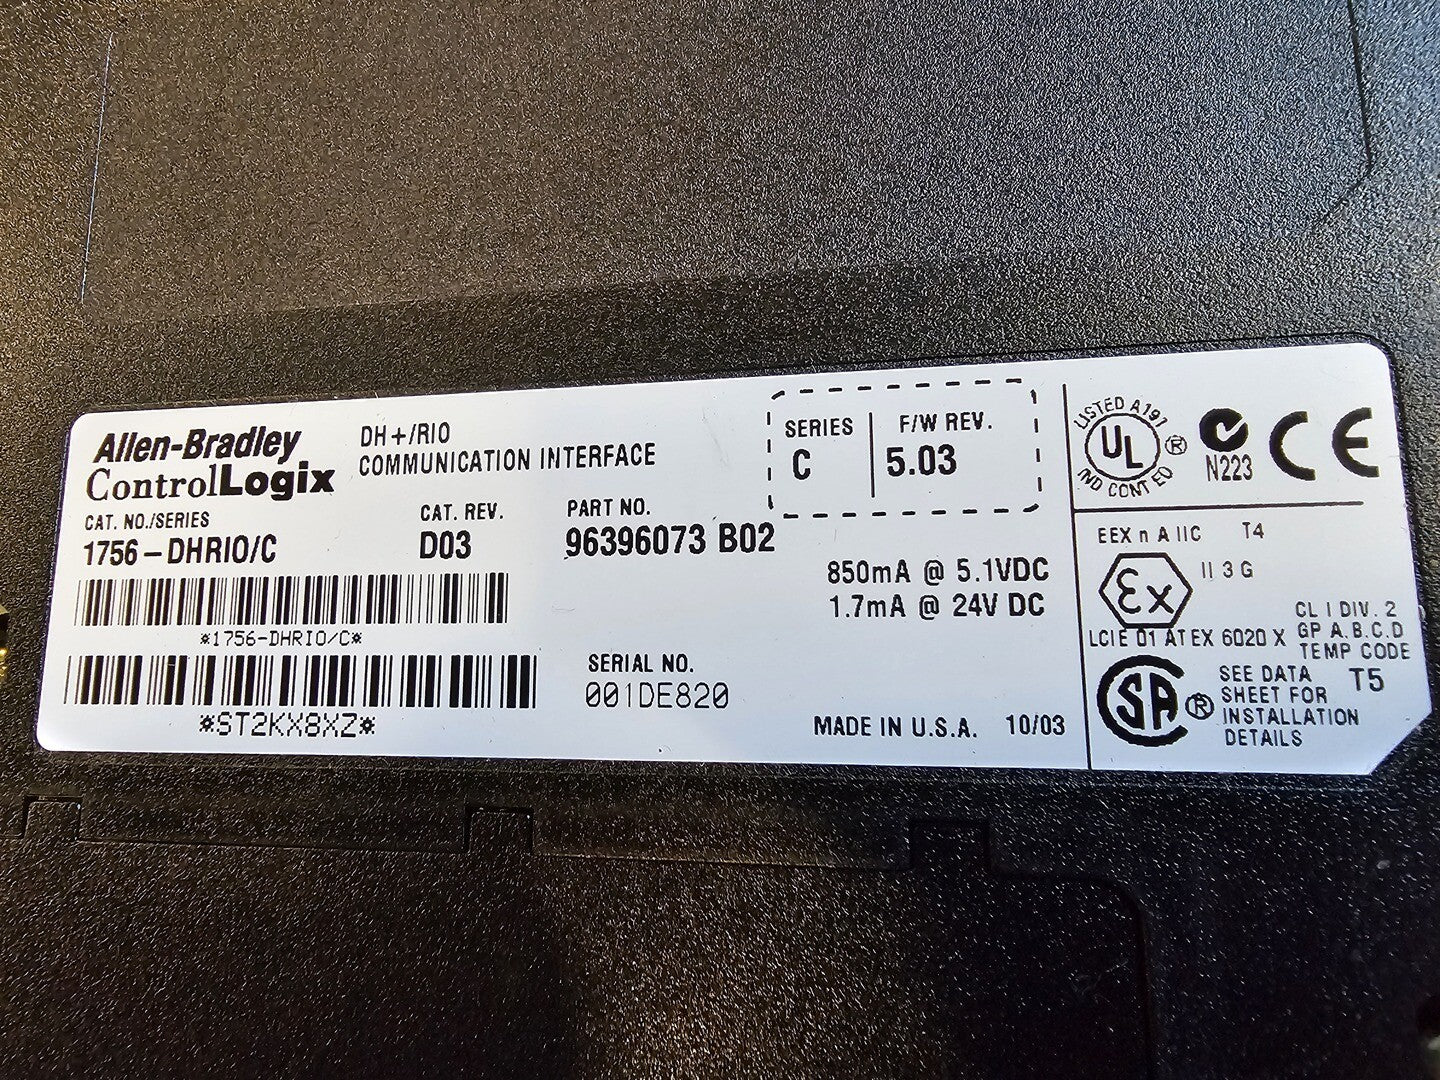 Allen-Bradley
ControlLogix
DH+/RIO
COMMUNICATION INTERFACE
SERIES
C
F/W REV.
5.03
CAT. NO./SERIES
1756-DHRIO/C
CAT. REV.
D03
PART NO.
96396073 B02
850mA @ 5.1VDC
1.7mA @ 24V DC
*1756-DHRIO/C*
*ST2KX8XZ*
SERIAL NO.
001DE820
MADE IN U.S.A. 10/03
LISTED A191
UL ®
IND CONT EQ
N223
CE
EEX n A IIC T4
Ex II 3 G
LCIE 01 ATEX 6020 X
CL I DIV. 2
GP A.B.C.D
TEMP CODE
T5
SA ®
SEE DATA
SHEET FOR
INSTALLATION
DETAILS